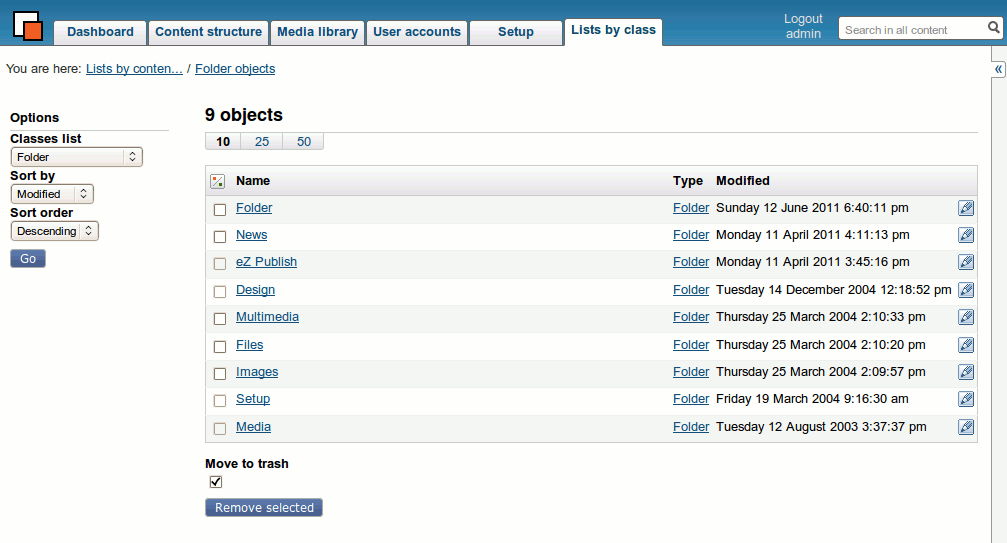 Dashboard Content structure Media library User accounts Setup Lists by class Logout admin Search in all content
You are here: Lists by conten... / Folder objects «
Options
Classes list
Folder
Sort by
Modified
Sort order
Descending
Go
9 objects
10 25 50
Name Type Modified
Folder Folder Sunday 12 June 2011 6:40:11 pm
News Folder Monday 11 April 2011 4:11:13 pm
eZ Publish Folder Monday 11 April 2011 3:45:16 pm
Design Folder Tuesday 14 December 2004 12:18:52 pm
Multimedia Folder Thursday 25 March 2004 2:10:33 pm
Files Folder Thursday 25 March 2004 2:10:20 pm
Images Folder Thursday 25 March 2004 2:09:57 pm
Setup Folder Friday 19 March 2004 9:16:30 am
Media Folder Tuesday 12 August 2003 3:37:37 pm
Move to trash
Remove selected